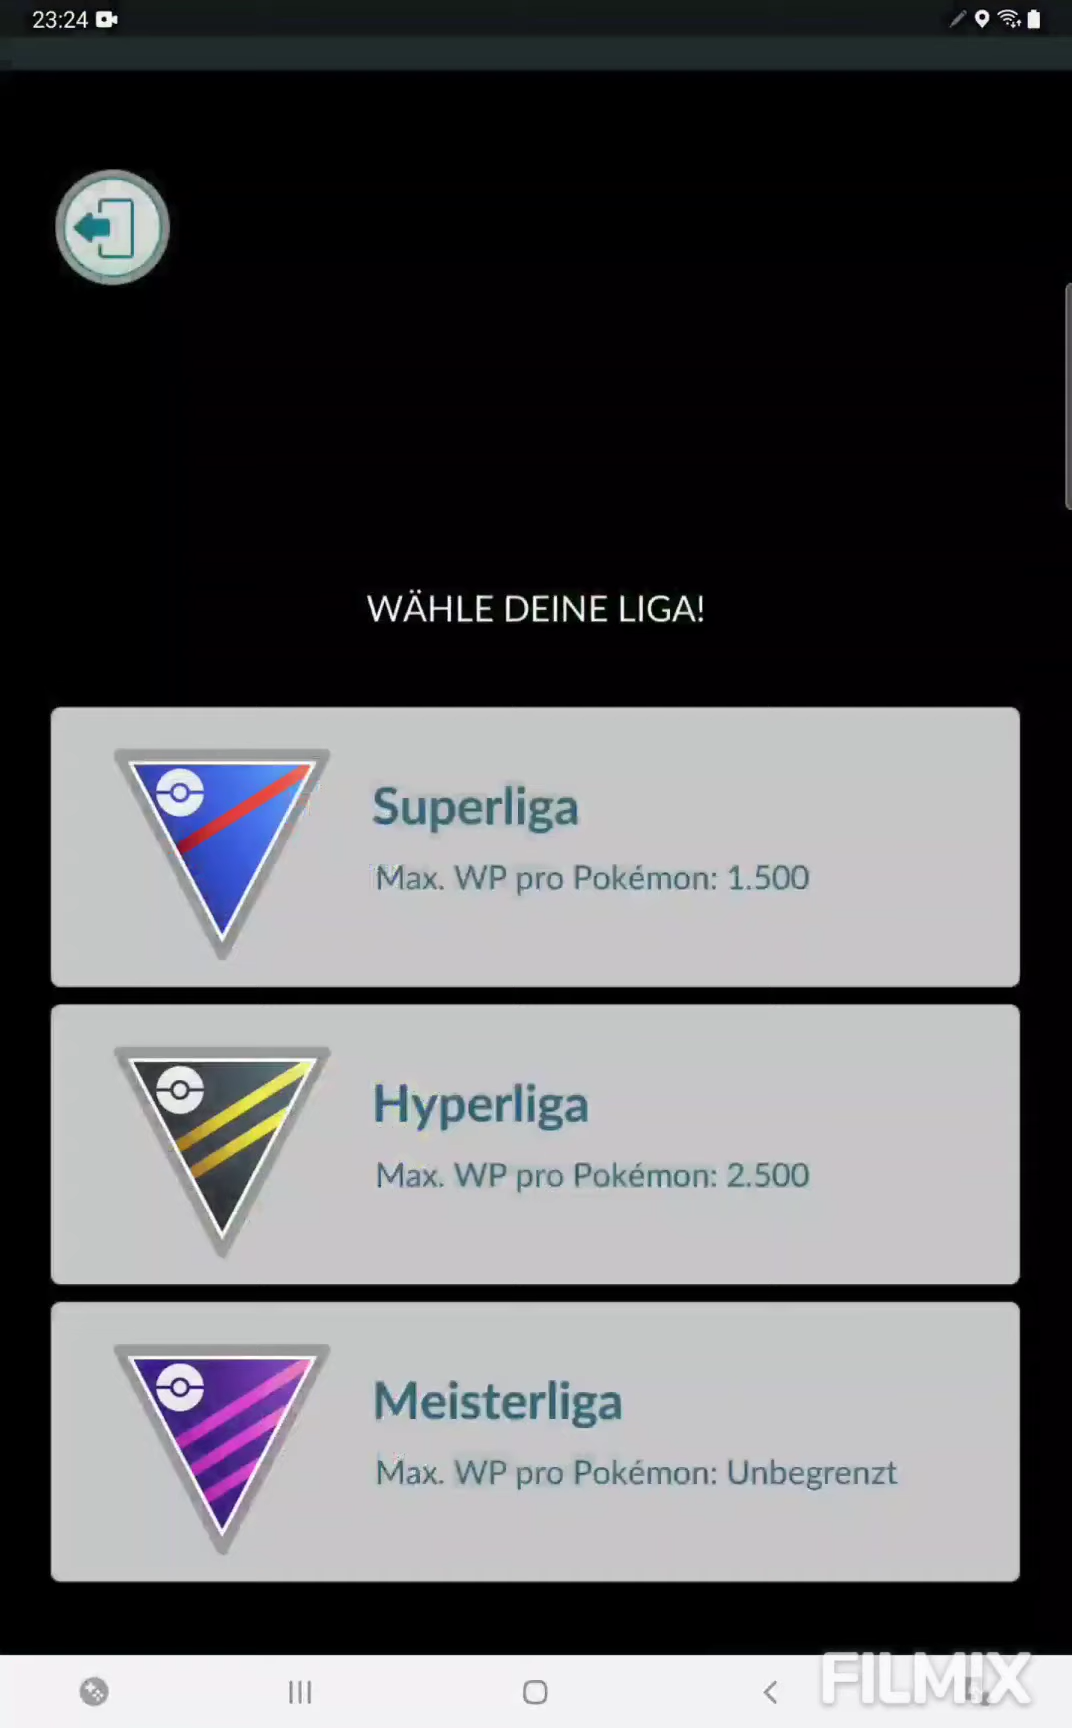 23:24
WÄHLE DEINE LIGA!
Superliga
Max. WP pro Pokémon: 1.500
Hyperliga
Max. WP pro Pokémon: 2.500
Meisterliga
Max. WP pro Pokémon: Unbegrenzt
FILMIX